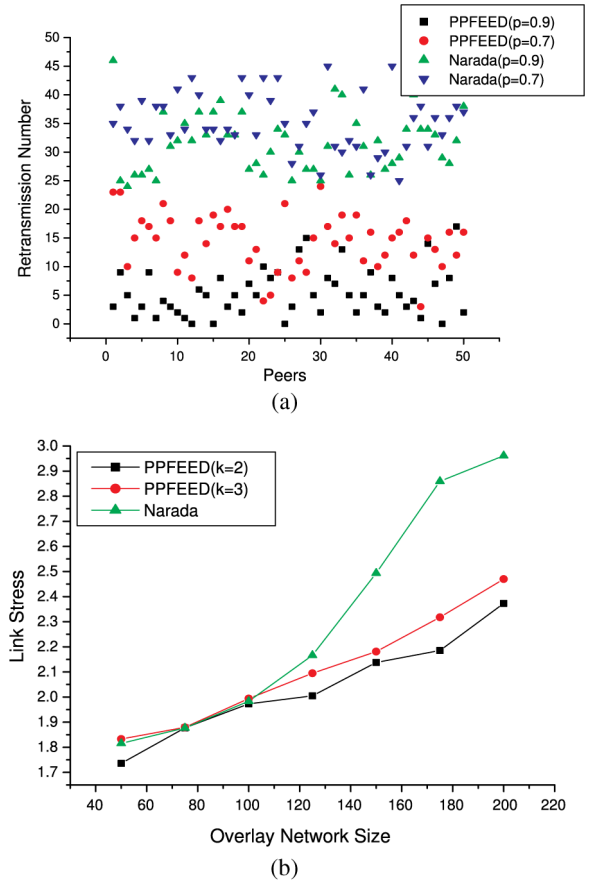 (a)
PPFEED(p=0.9)
PPFEED(p=0.7)
Narada(p=0.9)
Narada(p=0.7)
Retransmission Number
50
45
40
35
30
25
20
15
10
5
0
0 10 20 30 40 50
Peers
(a)
PPFEED(k=2)
PPFEED(k=3)
Narada
Link Stress
3.0
2.9
2.8
2.7
2.6
2.5
2.4
2.3
2.2
2.1
2.0
1.9
1.8
1.7
40 60 80 100 120 140 160 180 200 220
Overlay Network Size
(b)